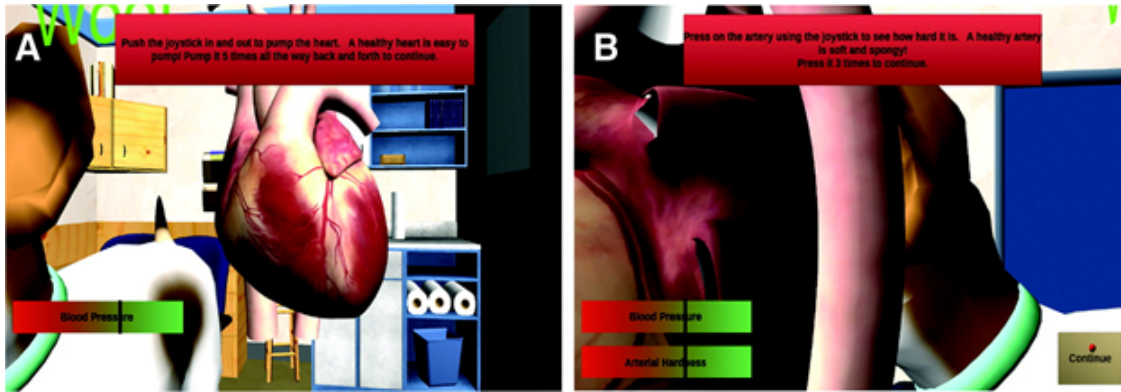 A
Push the joystick in and out to pump the heart. A healthy heart is easy to
pump! Pump it 5 times all the way back and forth to continue.
Blood Pressure
B
Press on the artery using the joystick to see how hard it is. A healthy artery
is soft and spongy!
Press it 3 times to continue.
Blood Pressure
Arterial Hardness
Continue